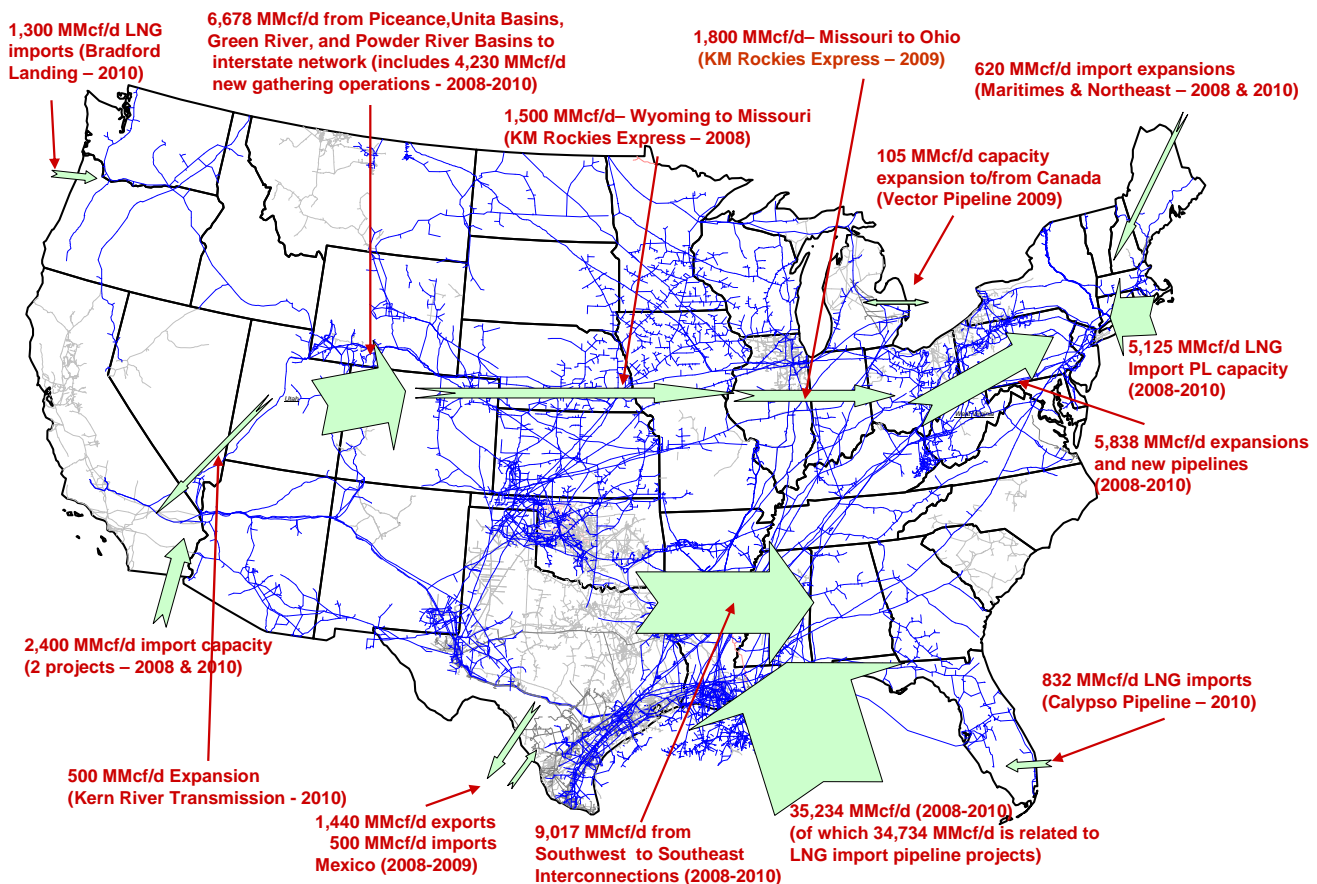 1,300 MMcf/d LNG
imports (Bradford
Landing – 2010)
6,678 MMcf/d from Piceance,Unita Basins,
Green River, and Powder River Basins to
interstate network (includes 4,230 MMcf/d
new gathering operations - 2008-2010)
1,500 MMcf/d– Wyoming to Missouri
(KM Rockies Express – 2008)
1,800 MMcf/d– Missouri to Ohio
(KM Rockies Express – 2009)
620 MMcf/d import expansions
(Maritimes & Northeast – 2008 & 2010)
105 MMcf/d capacity
expansion to/from Canada
(Vector Pipeline 2009)
5,125 MMcf/d LNG
Import PL capacity
(2008-2010)
5,838 MMcf/d expansions
and new pipelines
(2008-2010)
Utah
2,400 MMcf/d import capacity
(2 projects – 2008 & 2010)
832 MMcf/d LNG imports
(Calypso Pipeline – 2010)
500 MMcf/d Expansion
(Kern River Transmission - 2010)
1,440 MMcf/d exports
500 MMcf/d imports
Mexico (2008-2009)
9,017 MMcf/d from
Southwest to Southeast
Interconnections (2008-2010)
35,234 MMcf/d (2008-2010)
(of which 34,734 MMcf/d is related to
LNG import pipeline projects)